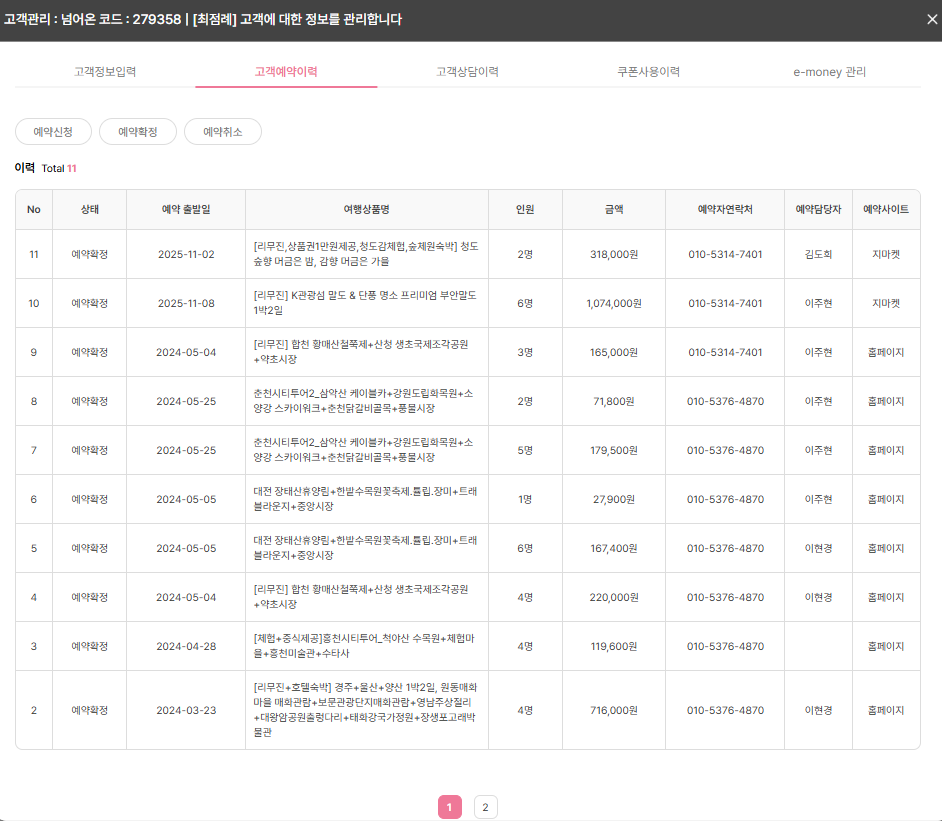 고객관리 : 넘어온 코드 : 279358 | [최점례] 고객에 대한 정보를 관리합니다
고객정보입력 고객예약이력 고객상담이력 쿠폰사용이력 e-money 관리
예약신청 예약확정 예약취소
이력 Total 11
No 상태 예약 출발일 여행상품명 인원 금액 예약자연락처 예약담당자 예약사이트
11 예약확정 2025-11-02 [리무진,상품권1만원제공,청도감체험,숲체원숙박] 청도 2명 318,000원 010-5314-7401 김도희 지마켓
숲향 머금은 밤, 감향 머금은 가을
10 예약확정 2025-11-08 [리무진] K관광섬 말도 & 단풍 명소 프리미엄 부안말도 6명 1,074,000원 010-5314-7401 이주현 지마켓
1박2일
9 예약확정 2024-05-04 [리무진] 합천 황매산철쭉제+산청 생초국제조각공원 3명 165,000원 010-5314-7401 이주현 홈페이지
+약초시장
8 예약확정 2024-05-25 춘천시티투어2_삼악산 케이블카+강원도립화목원+소 2명 71,800원 010-5376-4870 이주현 홈페이지
양강 스카이워크+춘천닭갈비골목+풍물시장
7 예약확정 2024-05-25 춘천시티투어2_삼악산 케이블카+강원도립화목원+소 5명 179,500원 010-5376-4870 이주현 홈페이지
양강 스카이워크+춘천닭갈비골목+풍물시장
6 예약확정 2024-05-05 대전 장태산휴양림+한밭수목원꽃축제.튤립.장미+트래 1명 27,900원 010-5376-4870 이주현 홈페이지
블라운지+중앙시장
5 예약확정 2024-05-05 대전 장태산휴양림+한밭수목원꽃축제.튤립.장미+트래 6명 167,400원 010-5376-4870 이현경 홈페이지
블라운지+중앙시장
4 예약확정 2024-05-04 [리무진] 합천 황매산철쭉제+산청 생초국제조각공원 4명 220,000원 010-5376-4870 이현경 홈페이지
+약초시장
3 예약확정 2024-04-28 [체험+중식제공]홍천시티투어_척야산 수목원+체험마 4명 119,600원 010-5376-4870 홈페이지
을+홍천미술관+수타사
2 예약확정 2024-03-23 [리무진+호텔숙박] 경주+울산+양산 1박2일, 원동매화 4명 716,000원 010-5376-4870 이현경 홈페이지
마을 매화관람+보문관광단지매화관람+영남주상절리
+대왕암공원출렁다리+태화강국가정원+장생포고래박
물관
1 2